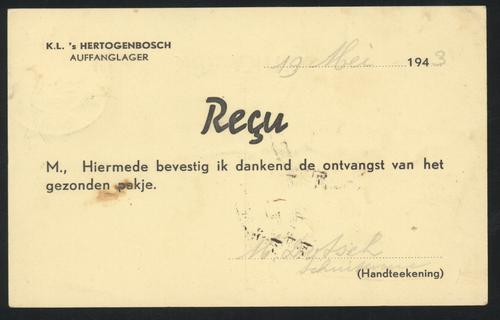 K.L. 's HERTOGENBOSCH
AUFFANGLAGER
19 Mei 1943
Reçu
M., Hiermede bevestig ik dankend de ontvangst van het
gezonden pakje.
(Handteekening)